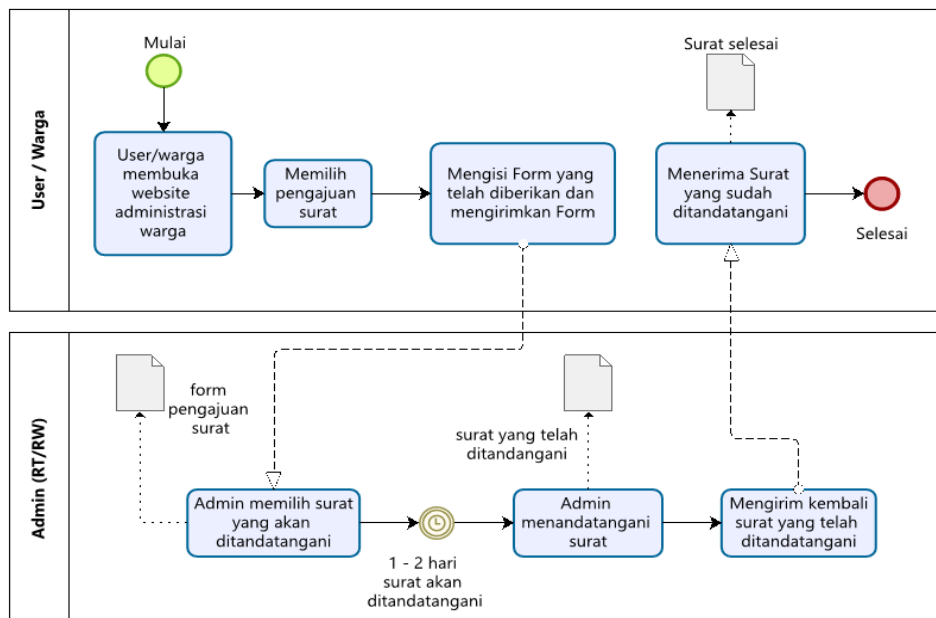 User / Warga
Mulai
User/warga
membuka
website
administrasi
warga
Memilih
pengajuan
surat
Mengisi Form yang
telah diberikan dan
mengirimkan Form
Surat selesai
Menerima Surat
yang sudah
ditandatangani
Selesai
Admin (RT/RW)
form
pengajuan
surat
Admin memilih surat
yang akan
ditandatangani
1 - 2 hari
surat akan
ditandatangani
surat yang telah
ditandangani
Admin
menandatangani
surat
Mengirim kembali
surat yang telah
ditandatangani